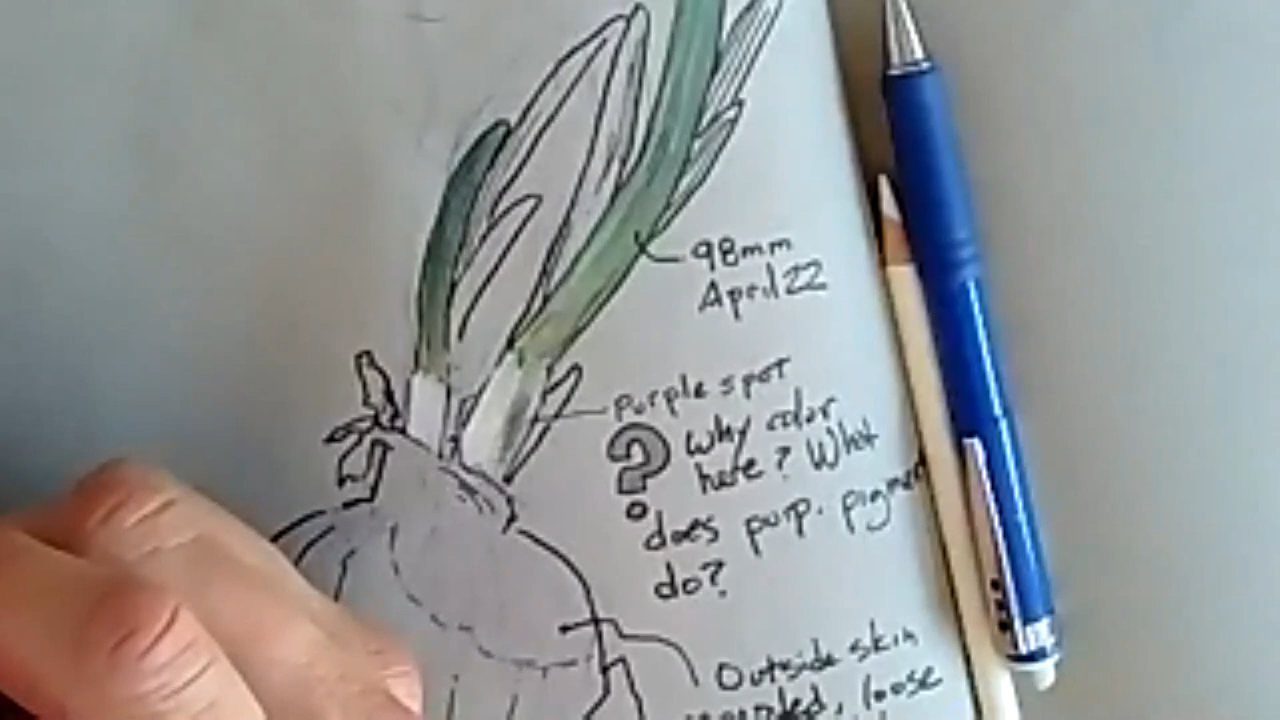 98mm
April 22
purple spot
? Why color
here? What
does purp. pigment
do?
Outside skin
loose